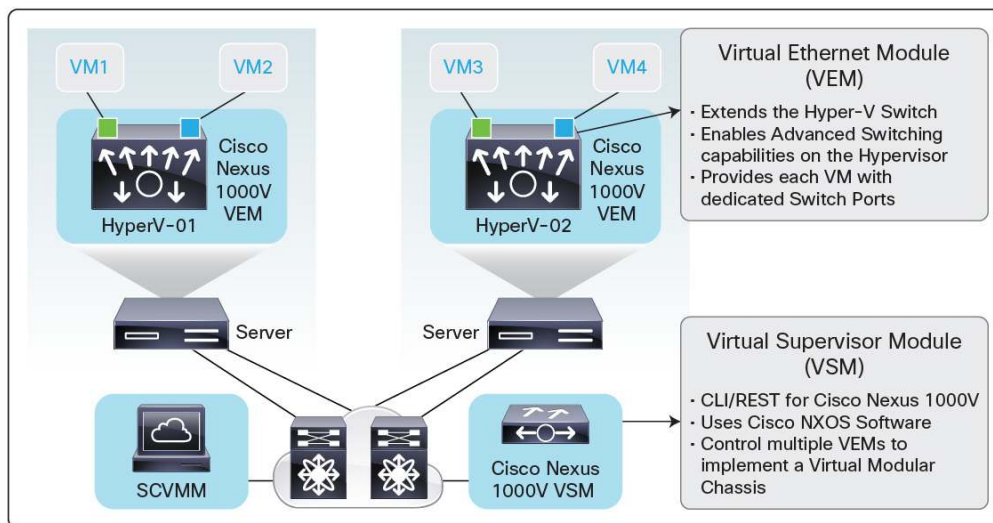 VM1
VM2
Cisco
Nexus
1000V
VEM
HyperV-01
Server
VM3
VM4
Cisco
Nexus
1000V
VEM
HyperV-02
Server
Virtual Ethernet Module
(VEM)
· Extends the Hyper-V Switch
· Enables Advanced Switching
capabilities on the Hypervisor
· Provides each VM with
dedicated Switch Ports
SCVMM
Cisco Nexus
1000V VSM
Virtual Supervisor Module
(VSM)
· CLI/REST for Cisco Nexus 1000V
· Uses Cisco NXOS Software
· Control multiple VEMs to
implement a Virtual Modular
Chassis